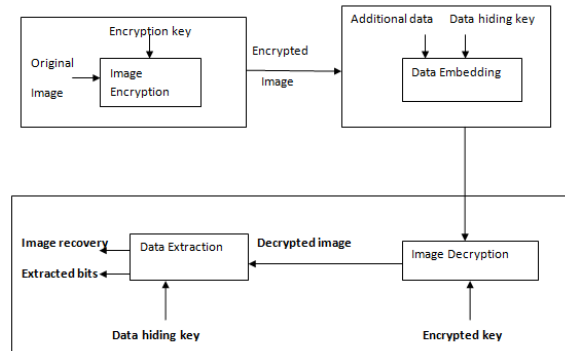 Encryption key
Original
Image
Image
Encryption
Encrypted
Image
Additional data
Data hiding key
Data Embedding
Image recovery
Extracted bits
Data Extraction
Decrypted image
Image Decryption
Data hiding key
Encrypted key